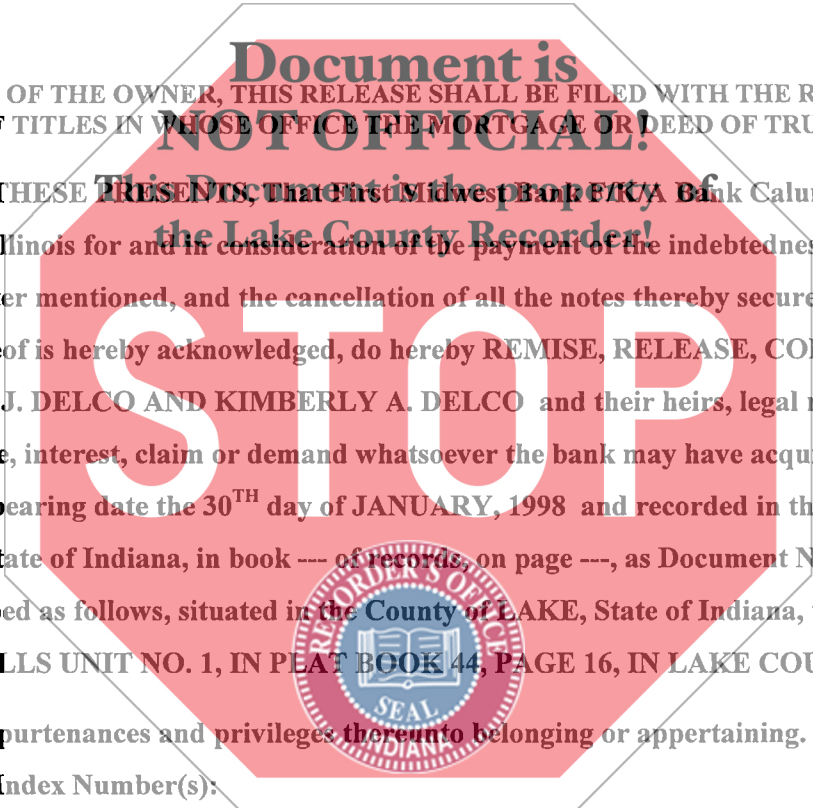 Document is
OF THE OWNER, THIS RELEASE SHALL BE FILED WITH THE R
NOT OFFICIAL!
TITLES IN WHOSE OFFICE THE MORTGAGE OR DEED OF TRU
THESE PRESENTS, That First Midwest Bank F/K/A Bank Calu
This Document is the property of
the Lake County Recorder!
llinois for and in consideration of the payment of the indebtednes
er mentioned, and the cancellation of all the notes thereby secure
STOP
eof is hereby acknowledged, do hereby REMISE, RELEASE, CO
J. DELCO AND KIMBERLY A. DELCO and their heirs, legal
e, interest, claim or demand whatsoever the bank may have acqu
bearing date the 30TH day of JANUARY, 1998 and recorded in th
tate of Indiana, in book --- of records, on page ---, as Document N
ed as follows, situated in the County of LAKE, State of Indiana,
LLS UNIT NO. 1, IN PLAT BOOK 44, PAGE 16, IN LAKE COU
RECORDER'S OFFICE
SEAL
INDIANA
purtenances and privileges thereunto belonging or appertaining.
Index Number(s):